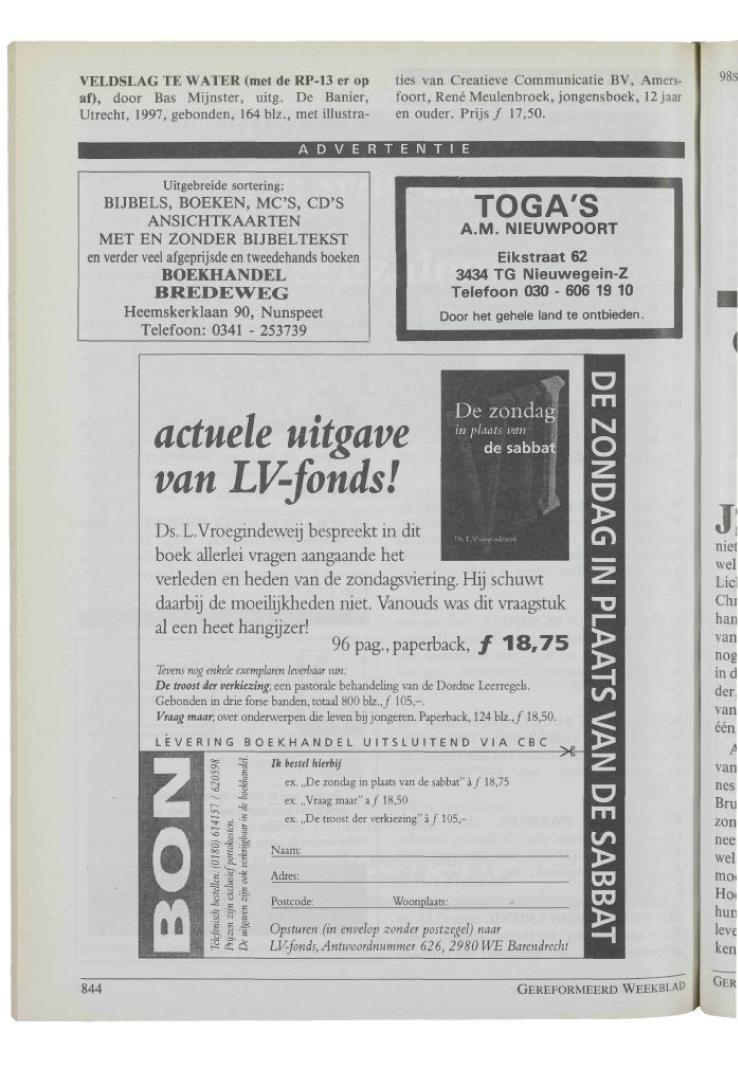 VELDSLAG TE WATER (met de RP-13 er op
af), door Bas Mijnster, uitg. De Banier,
Utrecht, 1997, gebonden, 164 blz., met illustra-
ties van Creatieve Communicatie BV, Amers-
foort, René Meulenbroek, jongensboek, 12 jaar
en ouder. Prijs ƒ 17,50.
ADVERTENTIE
Uitgebreide sortering:
BIJBELS, BOEKEN, MC'S, CD'S
ANSICHTKAARTEN
MET EN ZONDER BIJBELTEKST
en verder veel afgeprijsde en tweedehands boeken
BOEKHANDEL
BREDEWEG
Heemskerklaan 90, Nunspeet
Telefoon: 0341 - 253739
TOGA'S
A.M. NIEUWPOORT
Eikstraat 62
3434 TG Nieuwegein-Z
Telefoon 030 - 606 19 10
Door het gehele land te ontbieden.
actuele uitgave
van LV-fonds!
De zondag
in plaats van
de sabbat
Ds. L. Vroegindeweij
Ds. L.Vroegindeweij bespreekt in dit
boek allerlei vragen aangaande het
verleden en heden van de zondagsviering. Hij schuwt
daarbij de moeilijkheden niet. Vanouds was dit vraagstuk
al een heet hangijzer!
96 pag., paperback, ƒ 18,75
Tevens nog enkele exemplaren leverbaar van:
De troost der verkiezing, een pastorale behandeling van de Dordtse Leerregels.
Gebonden in drie forse banden, totaal 800 blz., ƒ 105,–.
Vraag maar, over onderwerpen die leven bij jongeren. Paperback, 124 blz., ƒ 18,50.
LEVERING BOEKHANDEL UITSLUITEND VIA CBC
DE ZONDAG IN PLAATS VAN DE SABBAT
BON
Telefonisch bestellen: (0180) 614157 / 620598
Prijzen zijn exclusief portokosten.
De uitgaven zijn ook verkrijgbaar in de boekhandel.
Ik bestel hierbij
ex. „De zondag in plaats van de sabbat" à ƒ 18,75
ex. „Vraag maar" a ƒ 18,50
ex. „De troost der verkiezing" à ƒ 105,–
Naam:
Adres:
Postcode: Woonplaats:
Opsturen (in envelop zonder postzegel) naar
LV-fonds, Antwoordnummer 626, 2980 WE Barendrecht
844
GEREFORMEERD WEEKBLAD